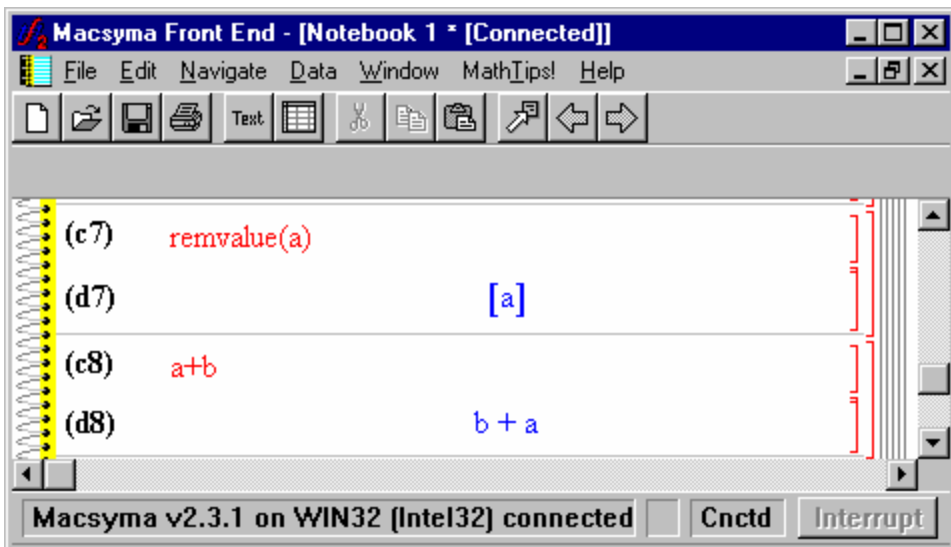 Macsyma Front End - [Notebook 1 * [Connected]]
File Edit Navigate Data Window MathTips! Help
Text
(c7) remvalue(a)
(d7) [a]
(c8) a+b
(d8) b + a
Macsyma v2.3.1 on WIN32 (Intel32) connected Cnctd Interrupt